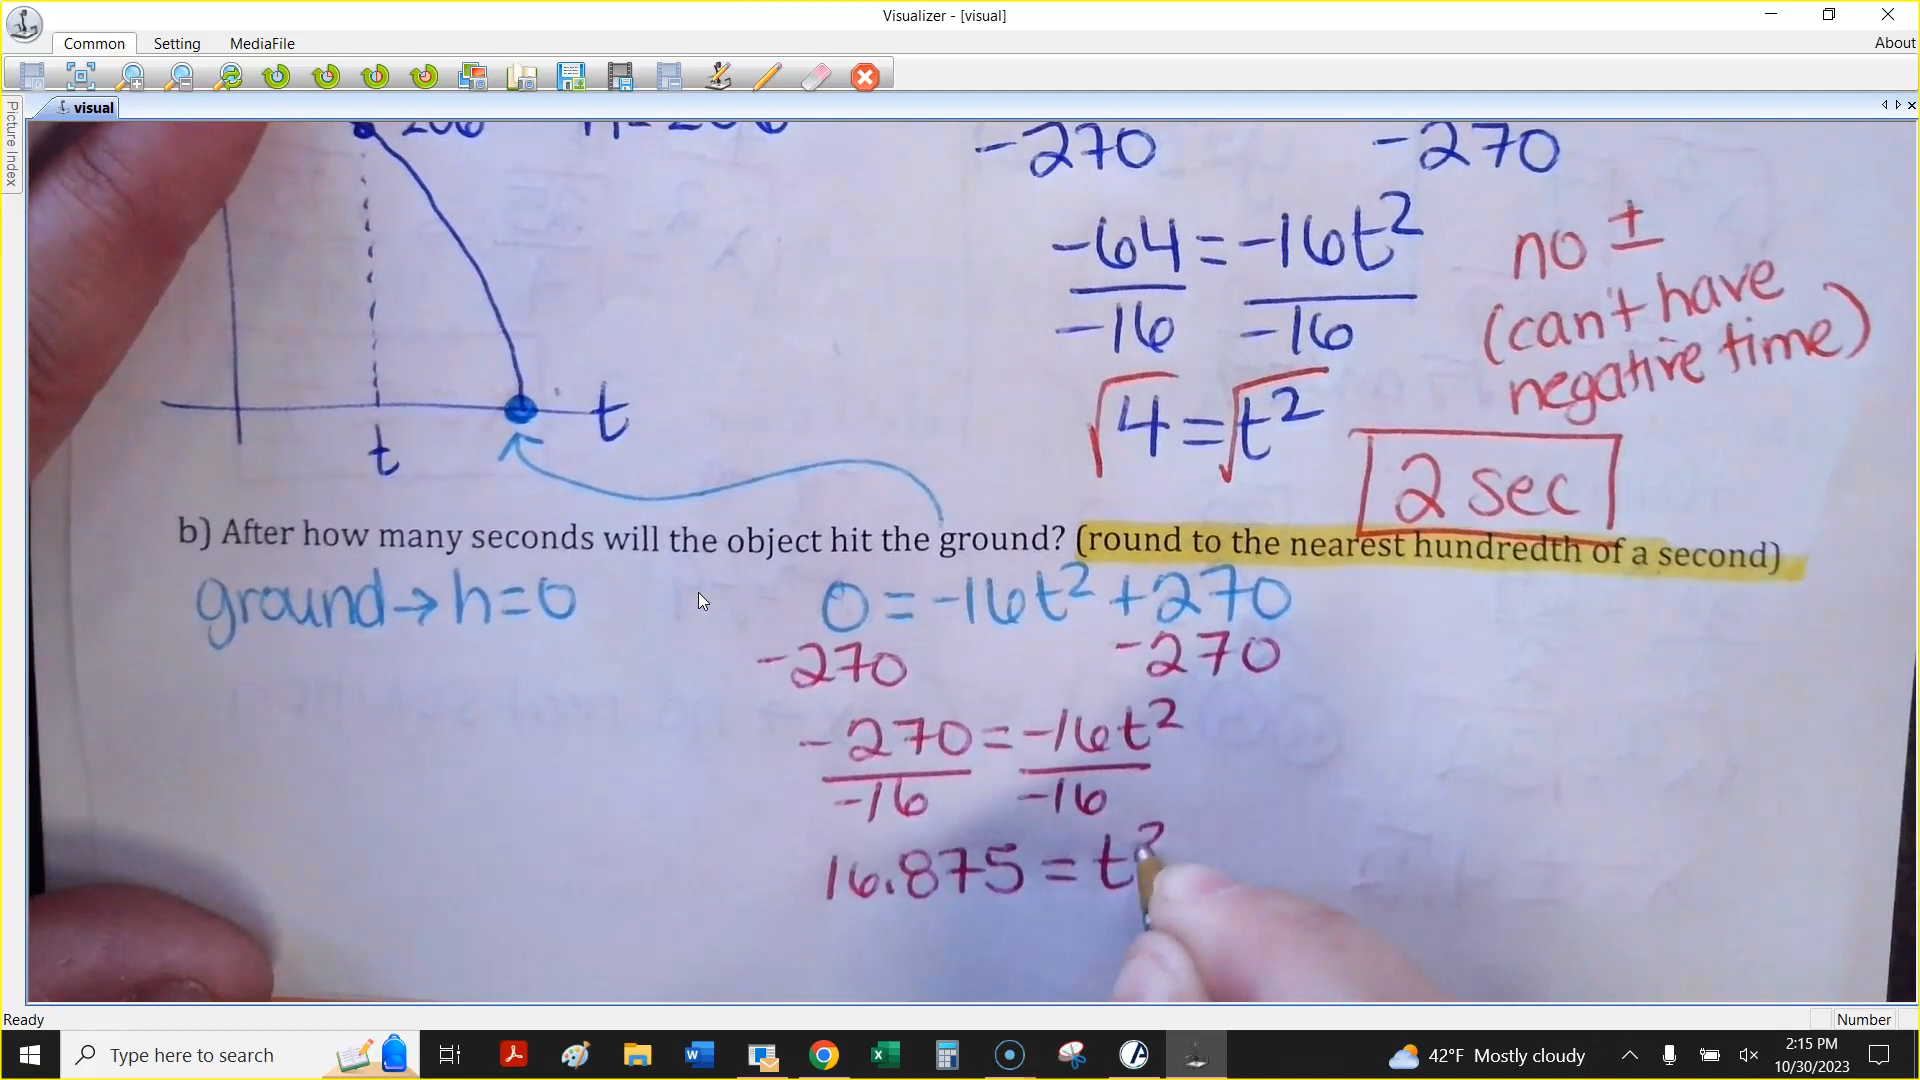 Visualizer - [visual]
Common Setting MediaFile
About
visual
Picture Index
206 h=206
-270 -270
-64 = -16t²
-16 -16
√4 = √t²
no ±
(can't have
negative time)
2 sec
t
t
b) After how many seconds will the object hit the ground? (round to the nearest hundredth of a second)
ground → h=0
0 = -16t² + 270
-270 -270
-270 = -16t²
-16 -16
16.875 = t²
Ready
Number
Type here to search
42°F Mostly cloudy
2:15 PM
10/30/2023